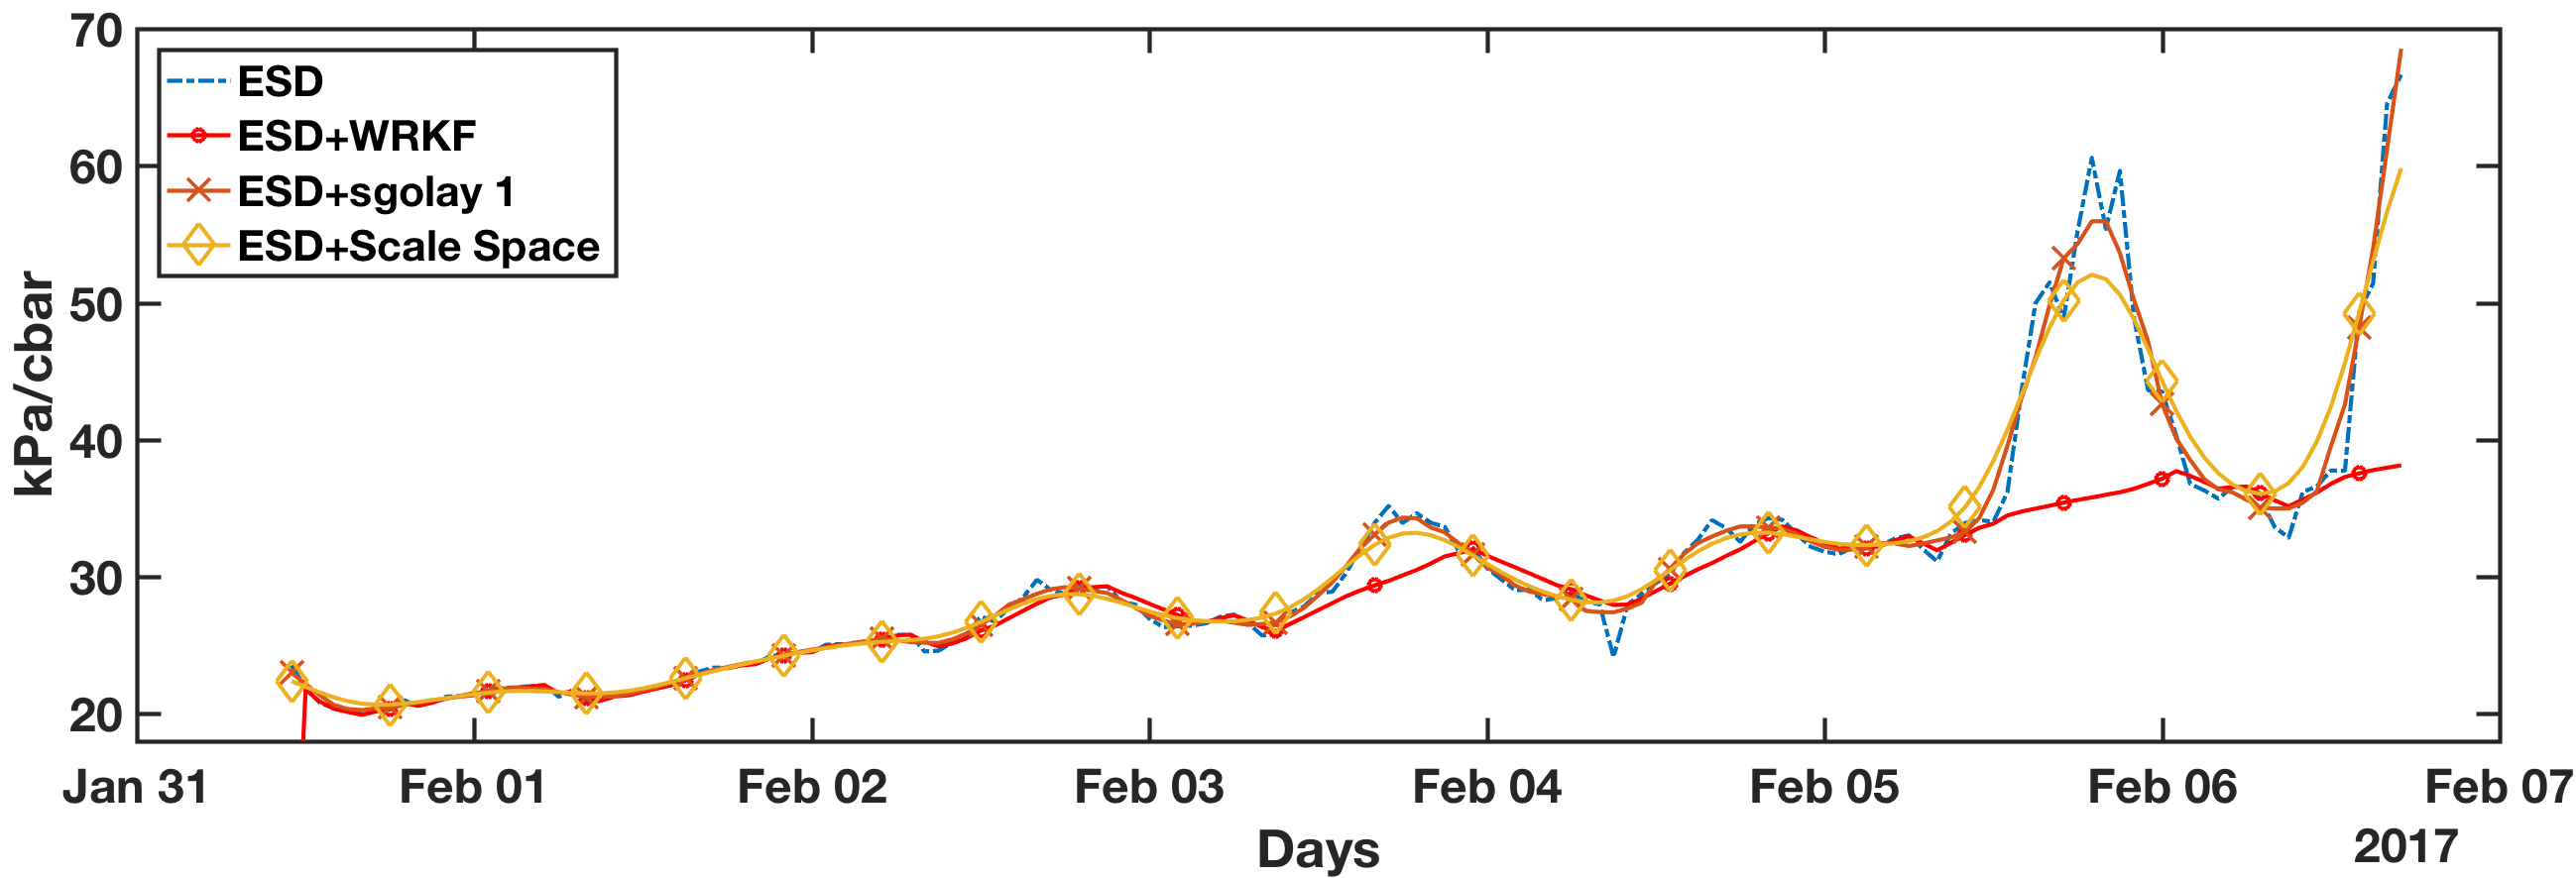 70
60
50
40
30
20
kPa/cbar
ESD
ESD+WRKF
ESD+sgolay 1
ESD+Scale Space
Jan 31 Feb 01 Feb 02 Feb 03 Feb 04 Feb 05 Feb 06 Feb 07
Days
2017